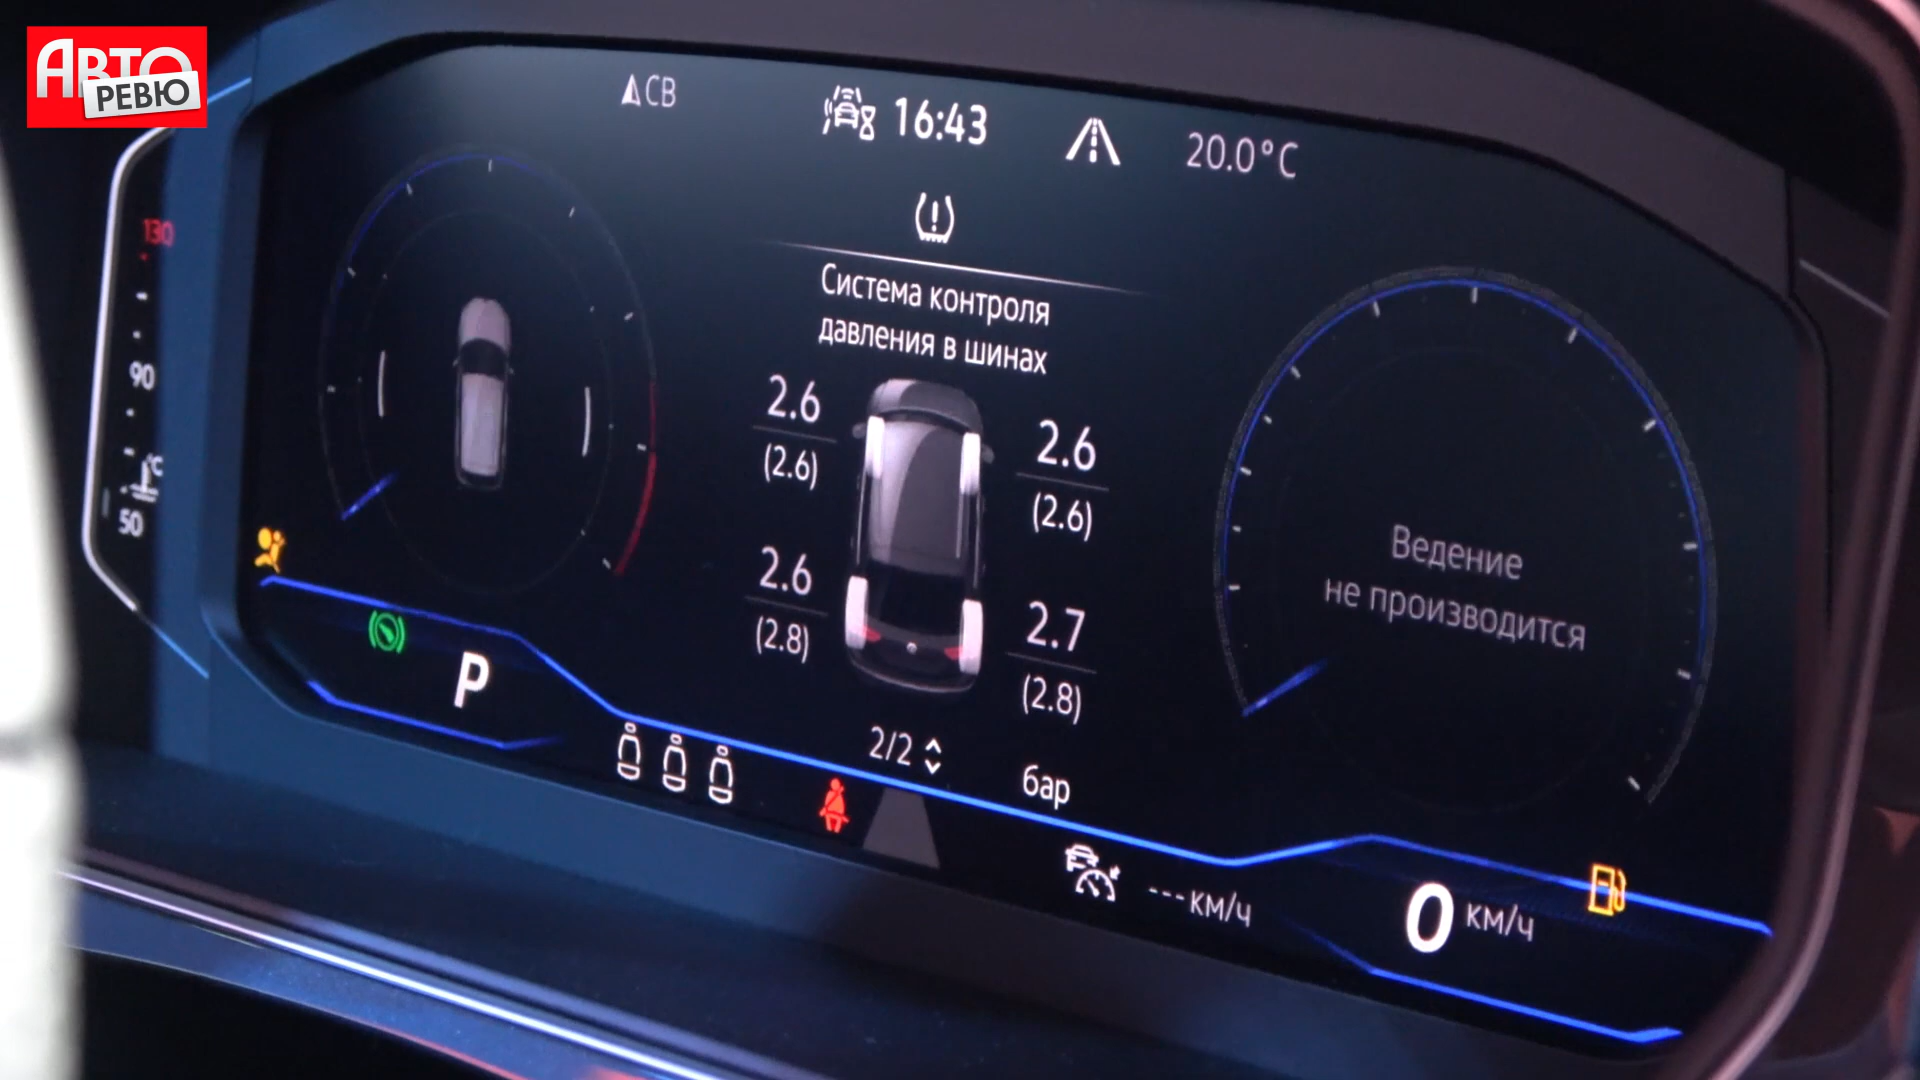 АВТО
РЕВЮ
СВ
16:43
20.0°C
130
90
°C
50
Система контроля
давления в шинах
2.6
(2.6)
2.6
(2.6)
2.6
(2.8)
2.7
(2.8)
Ведение
не производится
P
2/2
бар
---км/ч
0 км/ч